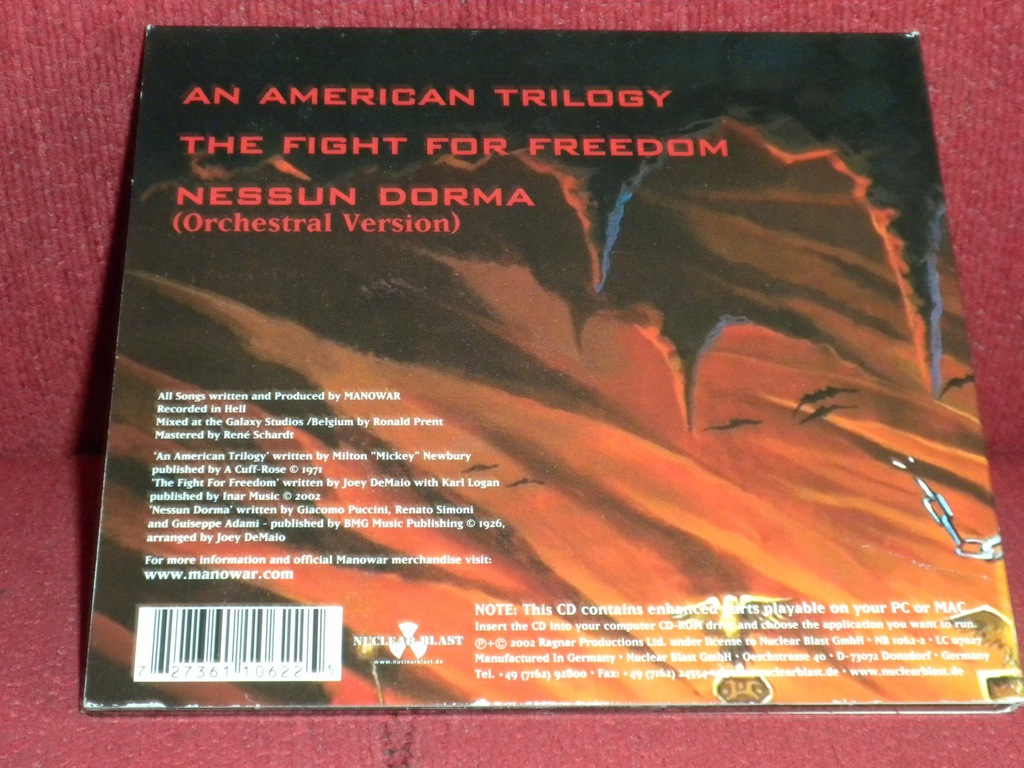 AN AMERICAN TRILOGY
THE FIGHT FOR FREEDOM
NESSUN DORMA
(Orchestral Version)
All Songs written and Produced by MANOWAR
Recorded in Hell
Mixed at the Galaxy Studios /Belgium by Ronald Prent
Mastered by René Schardt
'An American Trilogy' written by Milton "Mickey" Newbury
published by A Cuff-Rose © 1971
'The Fight For Freedom' written by Joey DeMaio with Karl Logan
published by Inar Music © 2002
'Nessun Dorma' written by Giacomo Puccini, Renato Simoni
and Guiseppe Adami - published by BMG Music Publishing © 1926,
arranged by Joey DeMaio
For more information and official Manowar merchandise visit:
www.manowar.com
7 27361 10622 5
NUCLEAR BLAST
www.nuclearblast.de
NOTE: This CD contains enhanced parts playable on your PC or MAC
Insert the CD into your computer CD-ROM drive and choose the application you want to run.
℗+© 2002 Ragnar Productions Ltd. under license to Nuclear Blast GmbH • NB 1062-2 • LC 07027
Manufactured in Germany • Nuclear Blast GmbH • Oeschstrasse 40 • D-73072 Donzdorf • Germany
Tel. • 49 (7162) 92800 • Fax: • 49 (7162) 24554 nuclearblast.de • www.nuclearblast.de